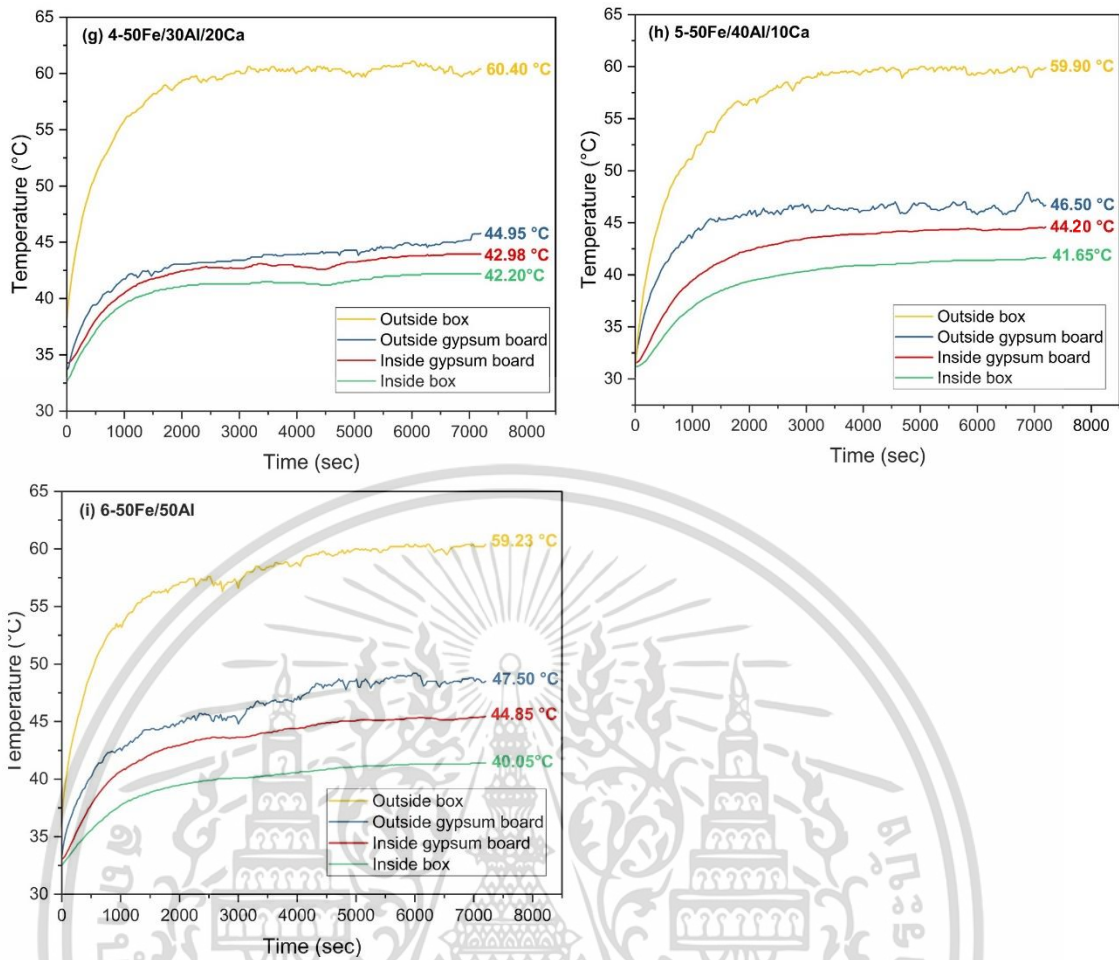 (g) 4-50Fe/30Al/20Ca
65
60
55
50
45
40
35
30
Temperature (°C)
60.40 °C
44.95 °C
42.98 °C
42.20°C
Outside box
Outside gypsum board
Inside gypsum board
Inside box
0 1000 2000 3000 4000 5000 6000 7000 8000
Time (sec)
(h) 5-50Fe/40Al/10Ca
65
60
55
50
45
40
35
30
Temperature (°C)
59.90 °C
46.50 °C
44.20 °C
41.65°C
Outside box
Outside gypsum board
Inside gypsum board
Inside box
0 1000 2000 3000 4000 5000 6000 7000 8000
Time (sec)
(i) 6-50Fe/50Al
65
60
55
50
45
40
35
30
Temperature (°C)
59.23 °C
47.50 °C
44.85 °C
40.05°C
Outside box
Outside gypsum board
Inside gypsum board
Inside box
0 1000 2000 3000 4000 5000 6000 7000 8000
Time (sec)